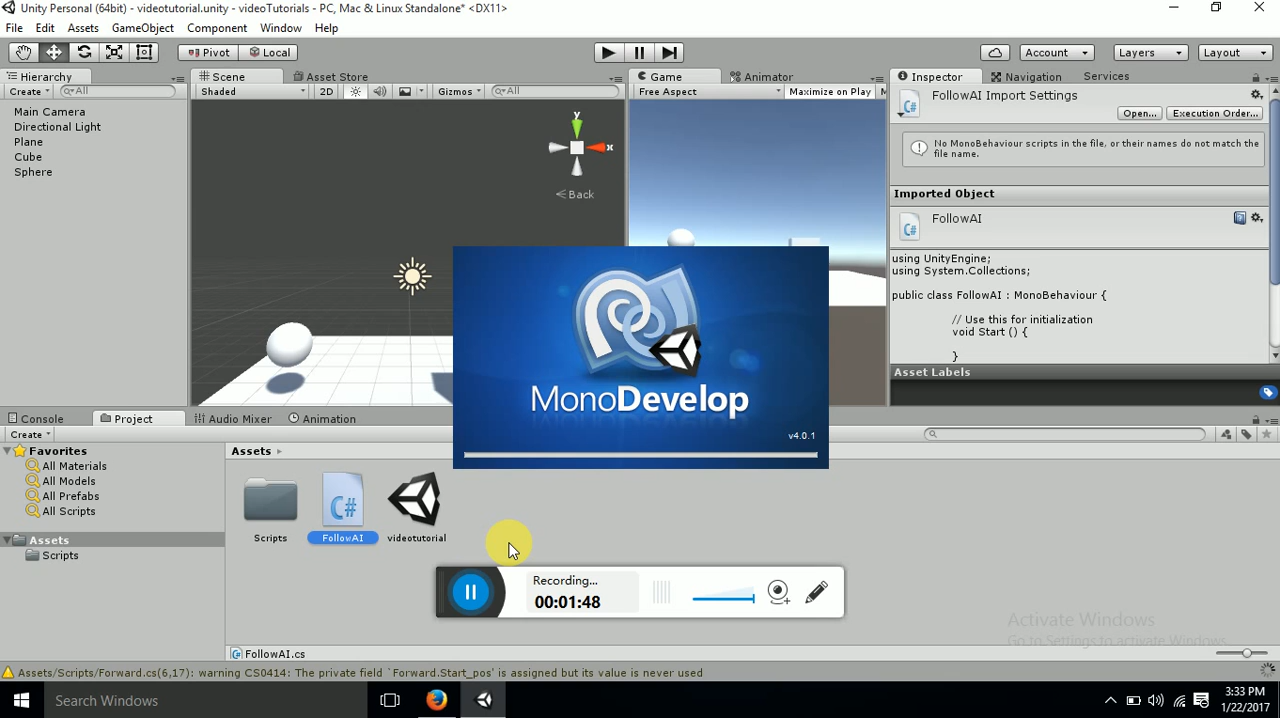 Unity Personal (64bit) - videotutorial.unity - videoTutorials - PC, Mac & Linux Standalone* <DX11>
File Edit Assets GameObject Component Window Help
Pivot Local Account Layers Layout
Hierarchy Scene Asset Store Game Animator Inspector Navigation Services
Create All Shaded 2D Gizmos All Free Aspect Maximize on Play
Main Camera
Directional Light
Plane
Cube
Sphere
y
x
Back
FollowAI Import Settings
Open... Execution Order...
No MonoBehaviour scripts in the file, or their names do not match the
file name.
Imported Object
FollowAI
using UnityEngine;
using System.Collections;
public class FollowAI : MonoBehaviour {
// Use this for initialization
void Start () {
}
Asset Labels
MonoDevelop
v4.0.1
Console Project Audio Mixer Animation
Create
Favorites
All Materials
All Models
All Prefabs
All Scripts
Assets
Scripts
Assets
C#
Scripts FollowAI videotutorial
Recording...
00:01:48
Activate Windows
Go to Settings to activate Windows.
FollowAI.cs
Assets/Scripts/Forward.cs(6,17): warning CS0414: The private field `Forward.Start_pos' is assigned but its value is never used
Search Windows
3:33 PM
1/22/2017